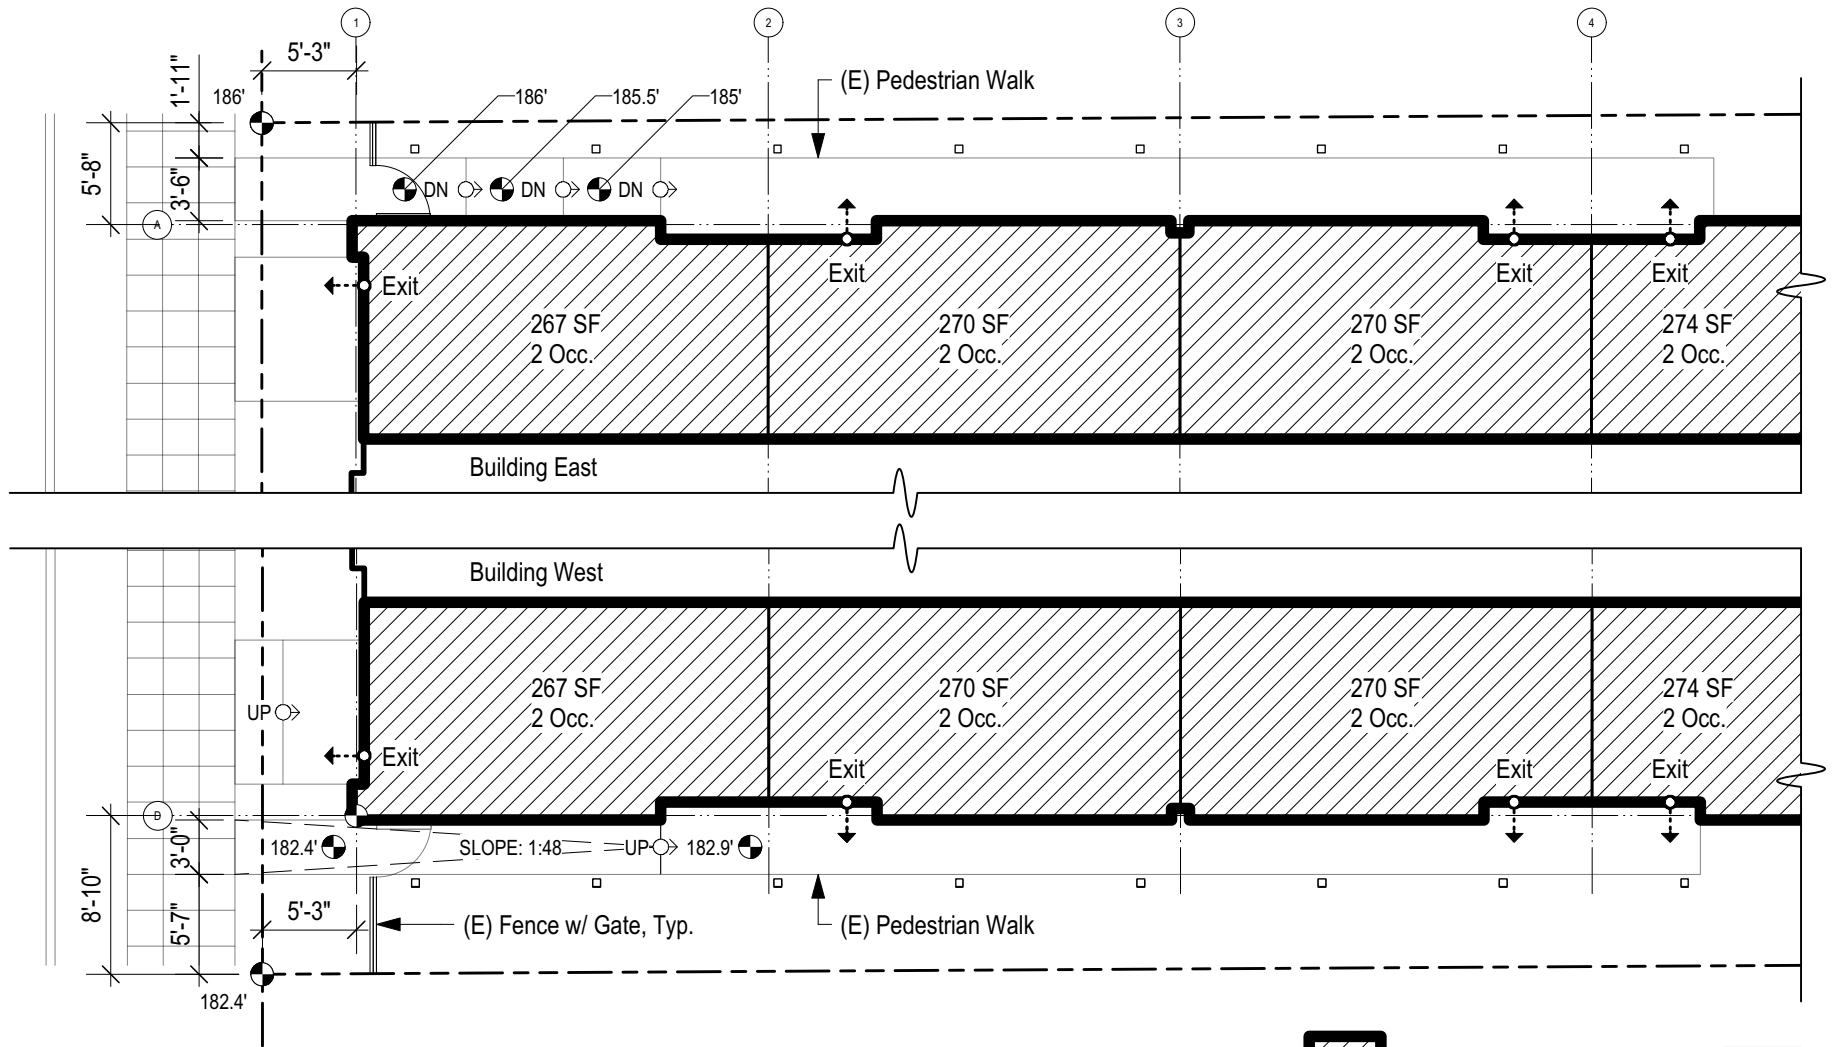 1
2
3
4
5'-3"
1'-11"
186'
186'
185.5'
185'
(E) Pedestrian Walk
5'-8"
3'-6"
DN
DN
DN
A
Exit
Exit
Exit
Exit
267 SF
2 Occ.
270 SF
2 Occ.
270 SF
2 Occ.
274 SF
2 Occ.
Building East
Building West
267 SF
2 Occ.
270 SF
2 Occ.
270 SF
2 Occ.
274 SF
2 Occ.
UP
Exit
Exit
Exit
Exit
3'-0"
182.4'
SLOPE: 1:48
UP
182.9'
8'-10"
5'-7"
5'-3"
(E) Fence w/ Gate, Typ.
(E) Pedestrian Walk
182.4'